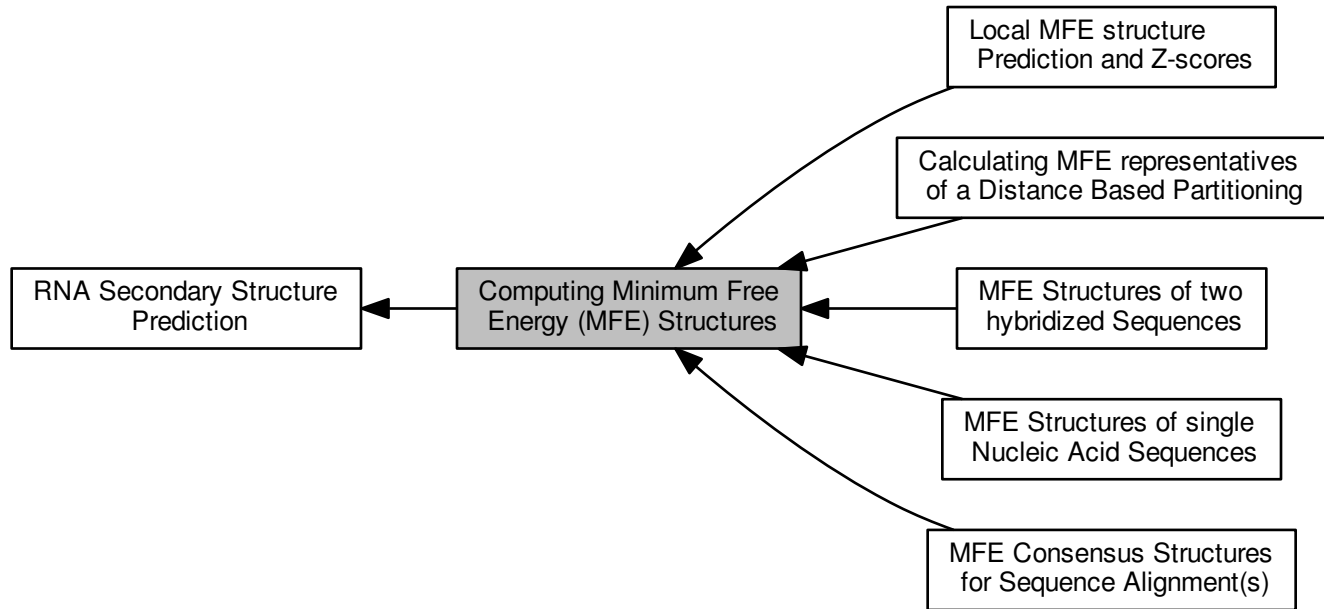 Local MFE structure
Prediction and Z-scores
Calculating MFE representatives
of a Distance Based Partitioning
RNA Secondary Structure
Prediction
Computing Minimum Free
Energy (MFE) Structures
MFE Structures of two
hybridized Sequences
MFE Structures of single
Nucleic Acid Sequences
MFE Consensus Structures
for Sequence Alignment(s)